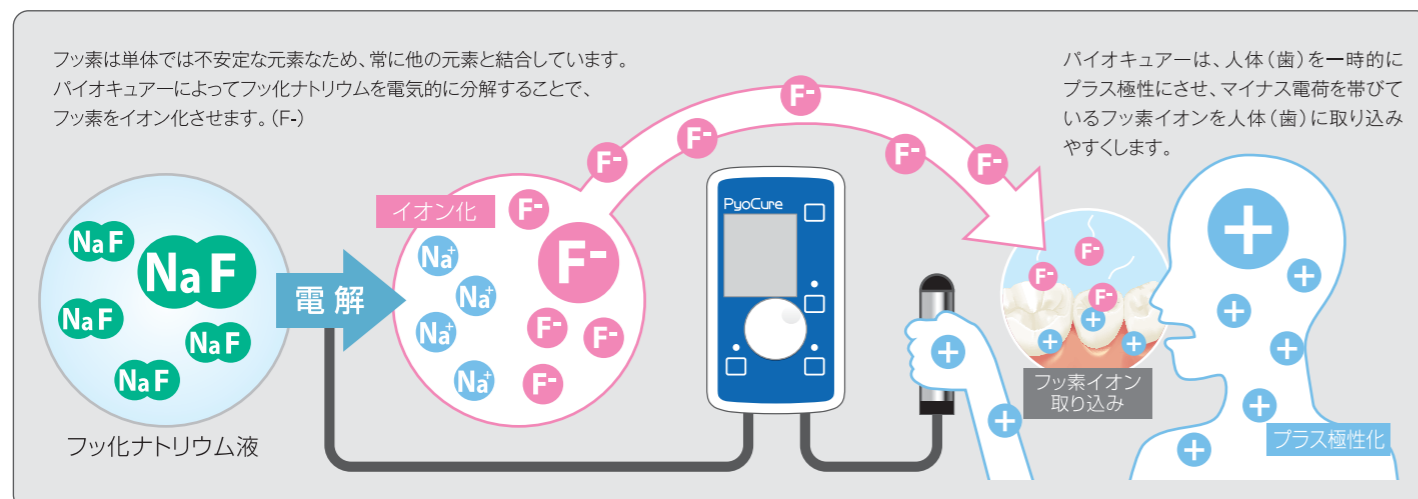 フッ素は単体では不安定な元素なため、常に他の元素と結合しています。
パイオキュアーによってフッ化ナトリウムを電気的に分解することで、
フッ素をイオン化させます。（F-）
パイオキュアーは、人体（歯）を一時的に
プラス極性にさせ、マイナス電荷を帯びて
いるフッ素イオンを人体（歯）に取り込み
やすくします。
NaF
NaF
NaF
NaF
NaF
フッ化ナトリウム液
電解
イオン化
F-
F-
F-
F-
F-
Na+
Na+
Na+
Na+
F-
F-
F-
F-
F-
PyoCure
F-
F-
F-
フッ素イオン
取り込み
+
+
+
+
+
+
+
+
+
+
+
プラス極性化